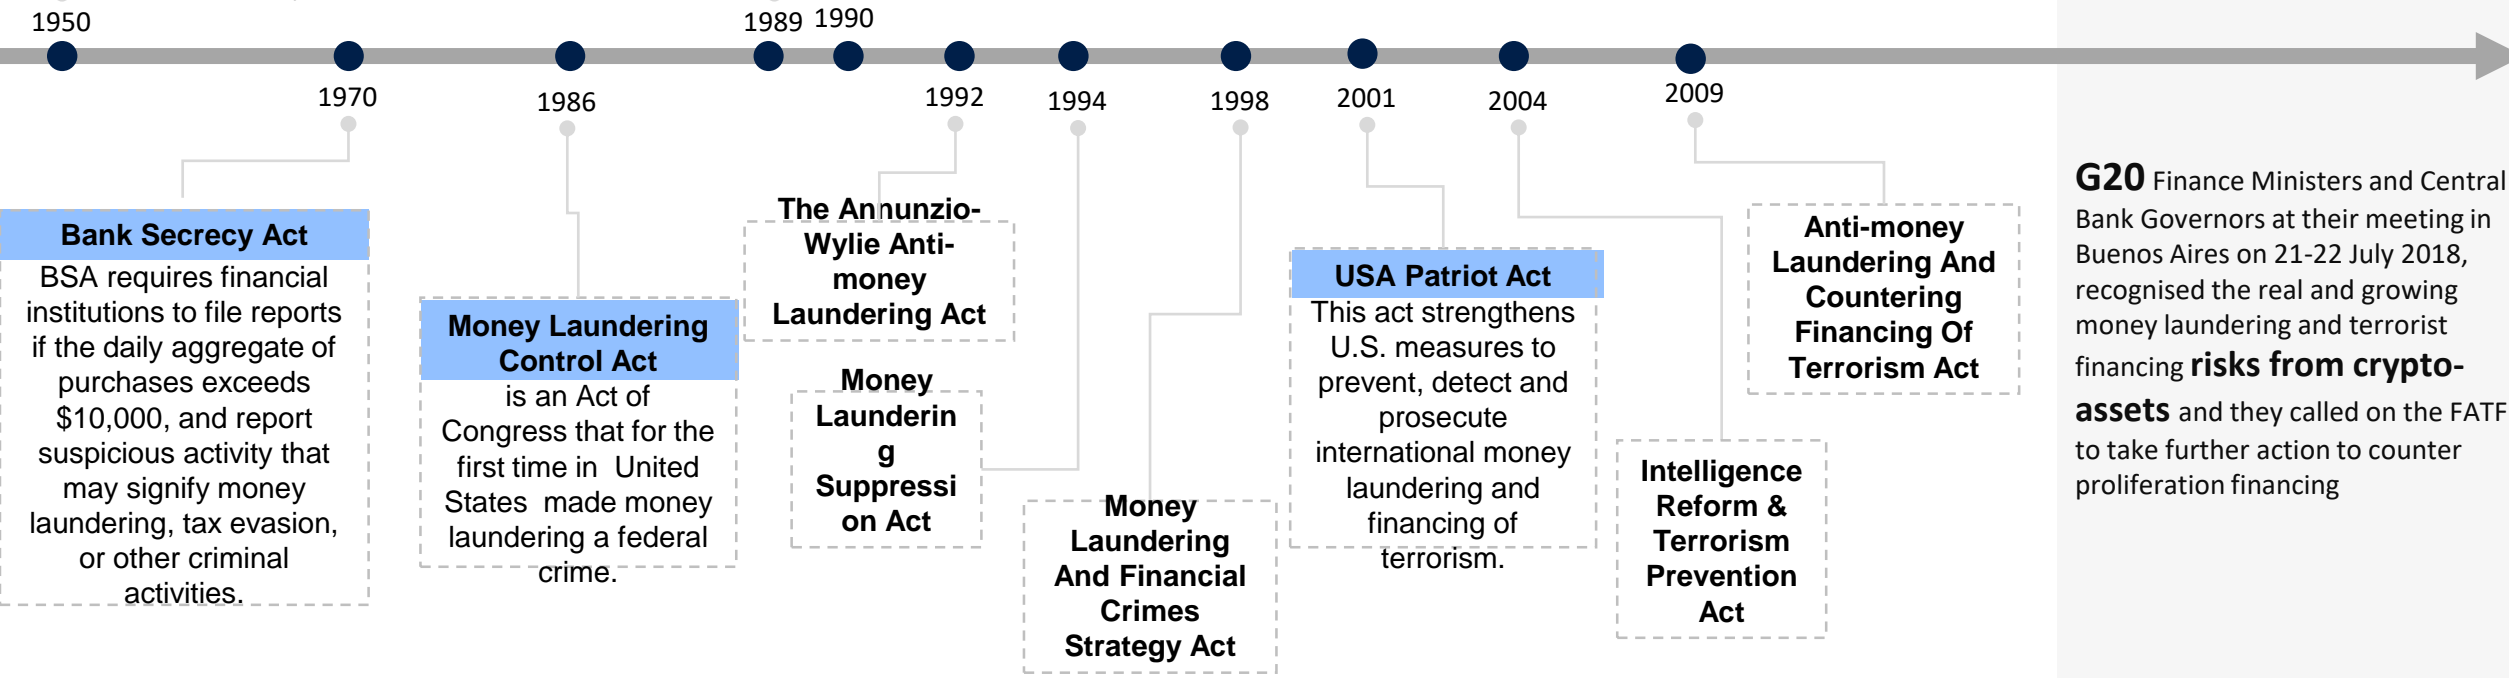 1950
1989 1990
1970
1986
1992
1994
1998
2001
2004
2009
Bank Secrecy Act
BSA requires financial
institutions to file reports
if the daily aggregate of
purchases exceeds
$10,000, and report
suspicious activity that
may signify money
laundering, tax evasion,
or other criminal
activities.
Money Laundering
Control Act
is an Act of
Congress that for the
first time in United
States made money
laundering a federal
crime.
The Annunzio-
Wylie Anti-
money
Laundering Act
Money
Launderin
g
Suppressi
on Act
Money
Laundering
And Financial
Crimes
Strategy Act
USA Patriot Act
This act strengthens
U.S. measures to
prevent, detect and
prosecute
international money
laundering and
financing of
terrorism.
Intelligence
Reform &
Terrorism
Prevention
Act
Anti-money
Laundering And
Countering
Financing Of
Terrorism Act
G20 Finance Ministers and Central
Bank Governors at their meeting in
Buenos Aires on 21-22 July 2018,
recognised the real and growing
money laundering and terrorist
financing risks from crypto-
assets and they called on the FATF
to take further action to counter
proliferation financing